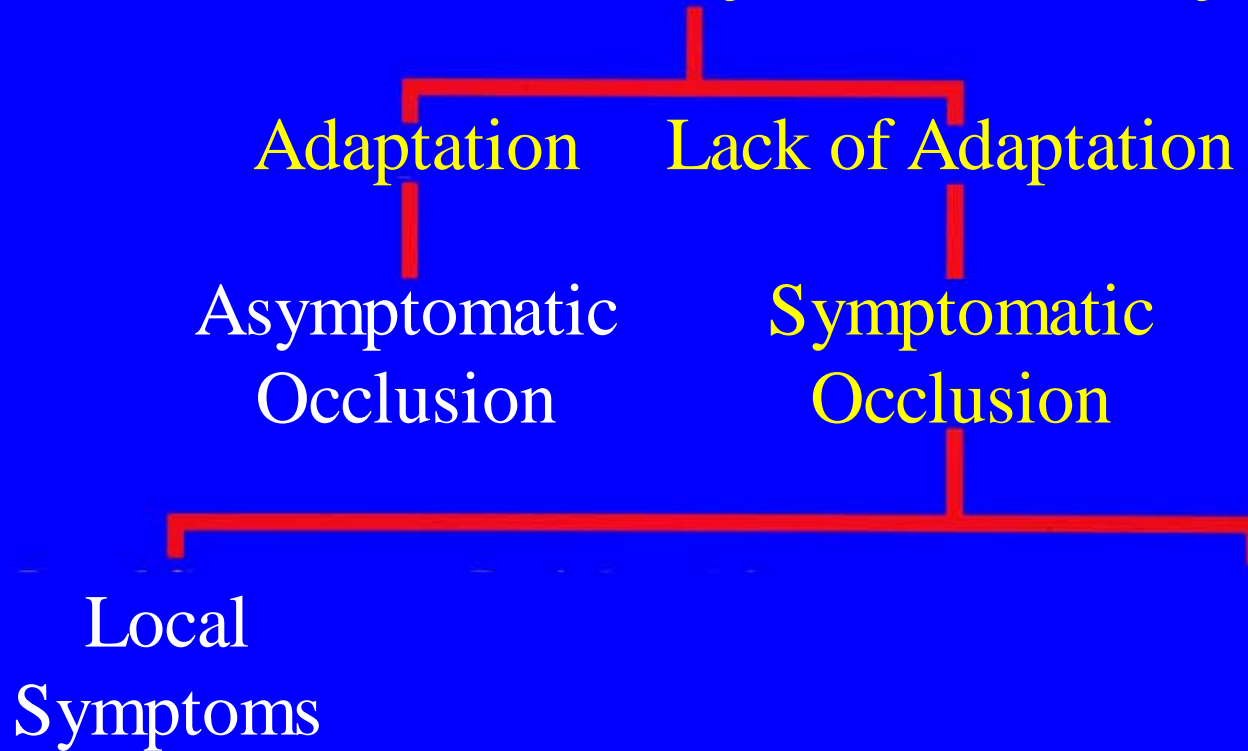 Adaptation Lack of Adaptation
Asymptomatic Symptomatic
Occlusion Occlusion
Local
Symptoms